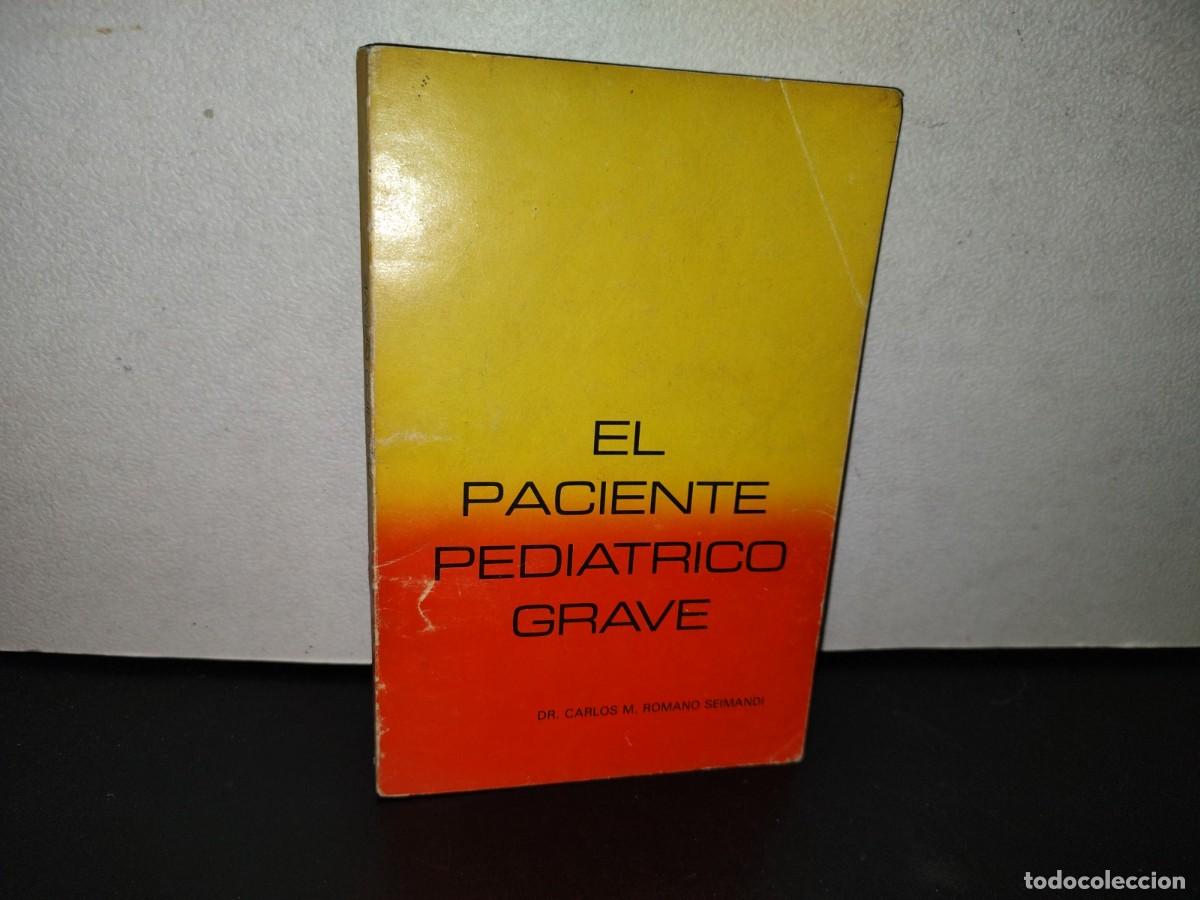 EL
PACIENTE
PEDIATRICO
GRAVE
DR. CARLOS M. ROMANO SEIMANDI
todocoleccion